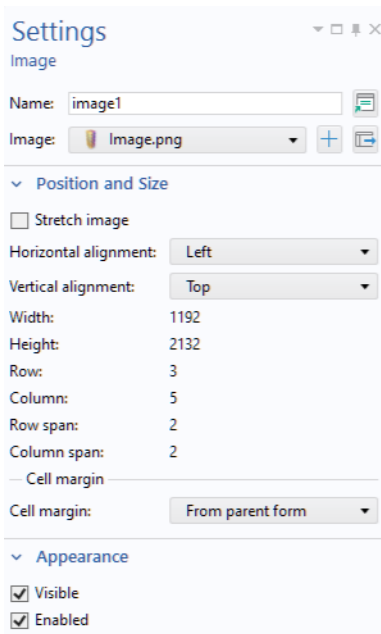 Settings
Image
Name: image1
Image: Image.png
Position and Size
Stretch image
Horizontal alignment: Left
Vertical alignment: Top
Width: 1192
Height: 2132
Row: 3
Column: 5
Row span: 2
Column span: 2
Cell margin
Cell margin: From parent form
Appearance
Visible
Enabled